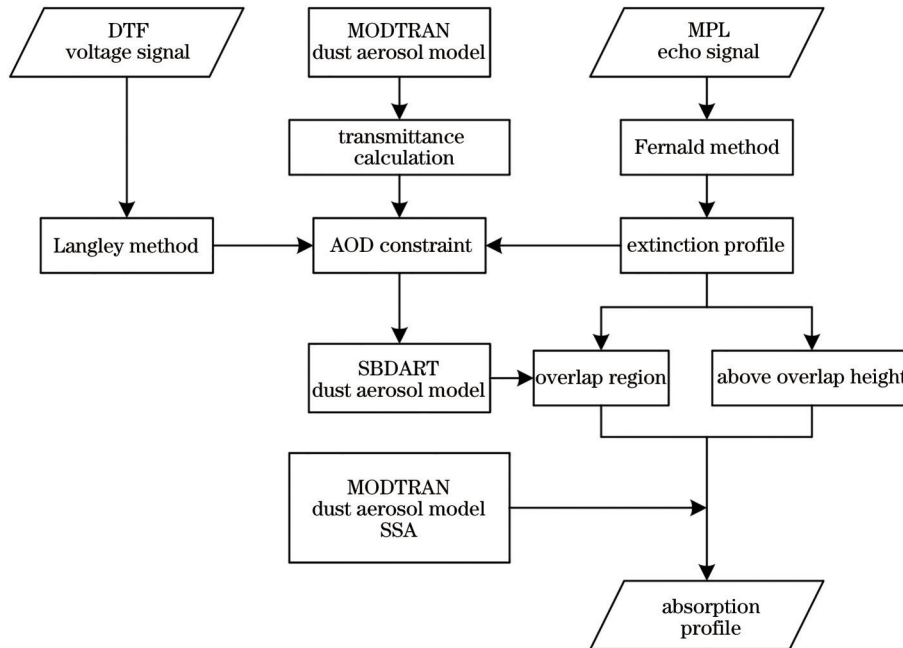 DTF
voltage signal
MODTRAN
dust aerosol model
MPL
echo signal
transmittance
calculation
Fernald method
Langley method
AOD constraint
extinction profile
SBDART
dust aerosol model
overlap region
above overlap height
MODTRAN
dust aerosol model
SSA
absorption
profile